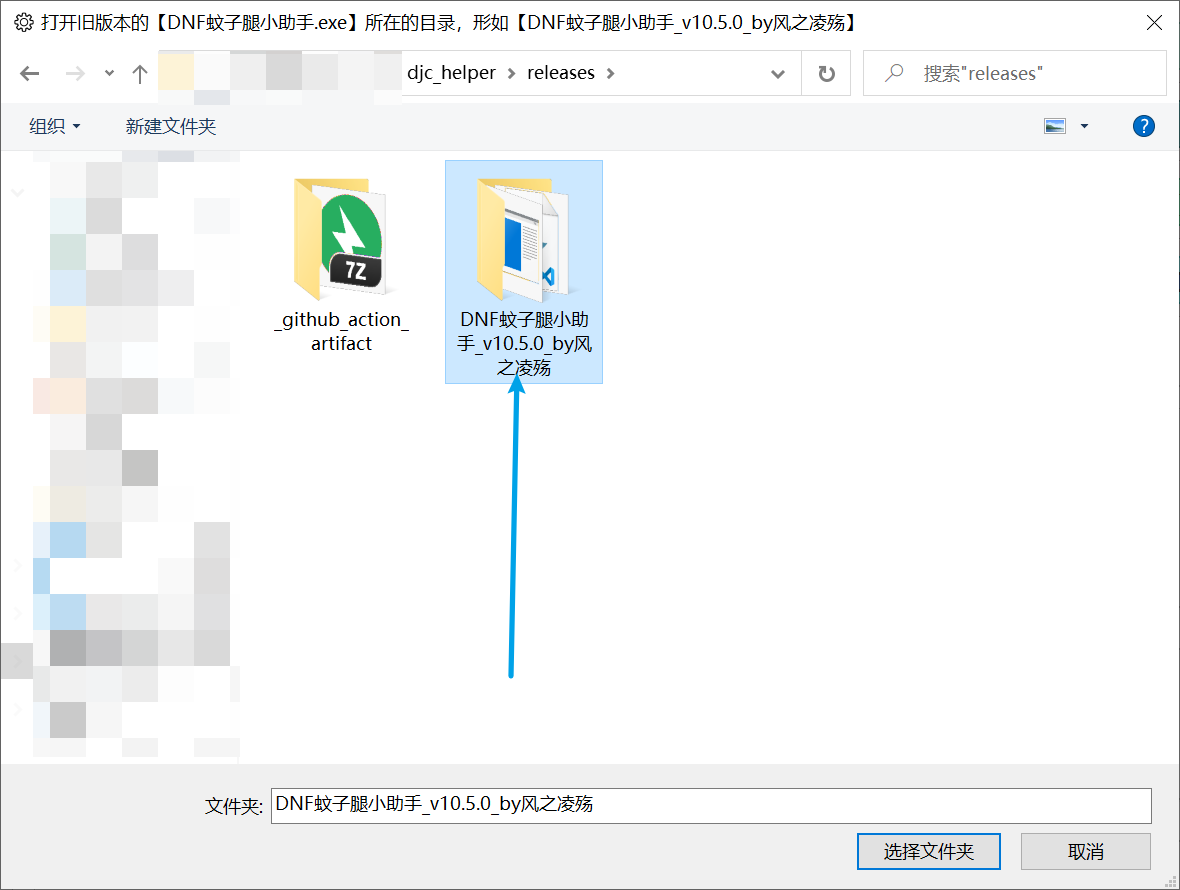 打开旧版本的【DNF蚊子腿小助手.exe】所在的目录，形如【DNF蚊子腿小助手_v10.5.0_by风之凌殇】
djc_helper
releases
搜索"releases"
组织
新建文件夹
?
7Z
_github_action_
artifact
DNF蚊子腿小助
手_v10.5.0_by风
之凌殇
文件夹:
DNF蚊子腿小助手_v10.5.0_by风之凌殇
选择文件夹
取消